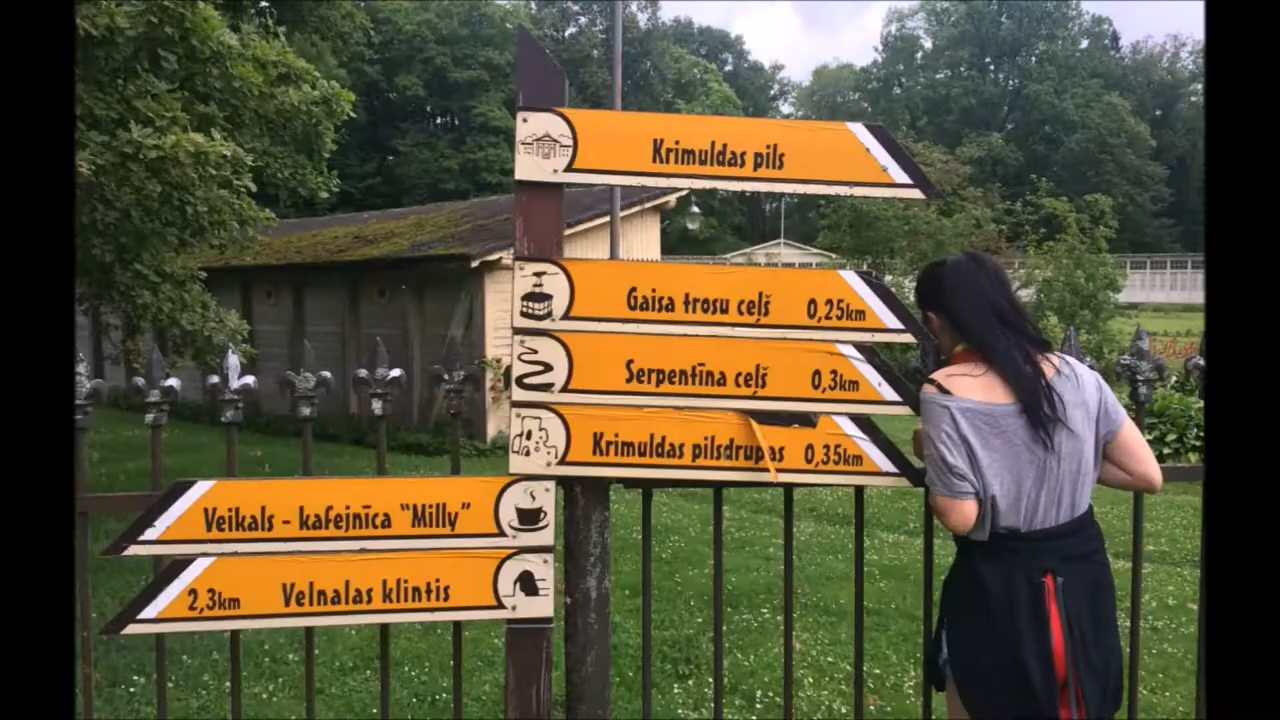 Krimuldas pils
Gaisa trosu ceļš 0,25km
Serpentīna ceļš 0,3km
Krimuldas pilsdrupas 0,35km
Veikals - kafejnīca "Milly"
2,3km Velnalas klintis